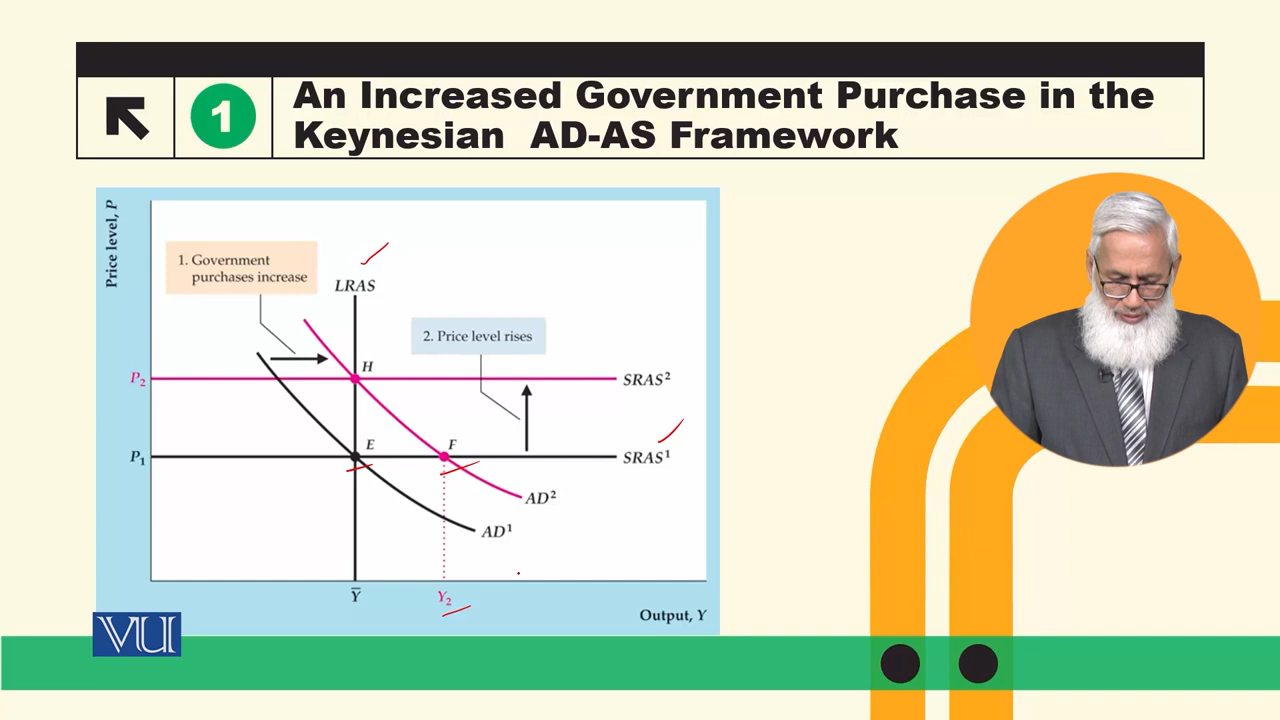 1
An Increased Government Purchase in the
Keynesian AD-AS Framework
Price level, P
1. Government
purchases increase
LRAS
2. Price level rises
H
P₂
SRAS²
E
F
P₁
SRAS¹
AD²
AD¹
Ȳ
Y₂
Output, Y
VU